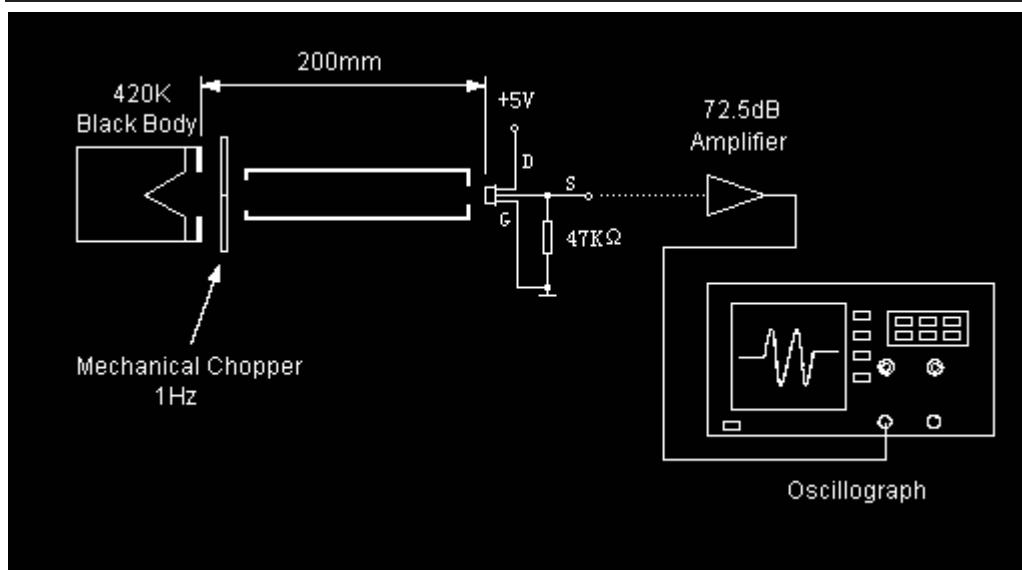 200mm
420K
Black Body
+5V
D
S
G
47KΩ
72.5dB
Amplifier
Mechanical Chopper
1Hz
Oscillograph